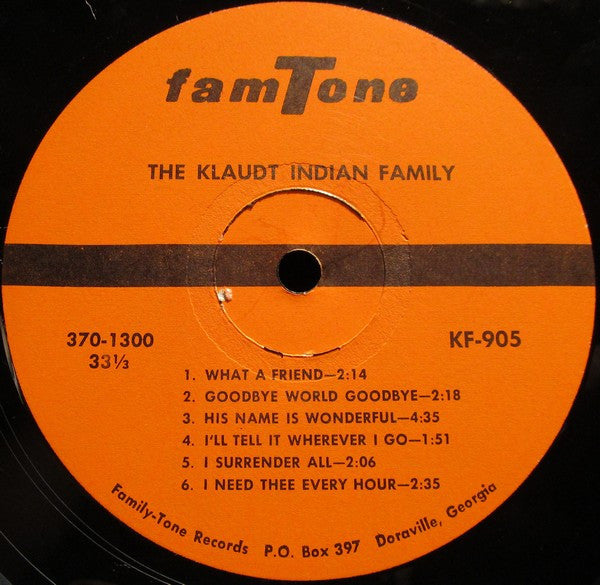 famTone
THE KLAUDT INDIAN FAMILY
370-1300
33⅓
KF-905
1. WHAT A FRIEND—2:14
2. GOODBYE WORLD GOODBYE—2:18
3. HIS NAME IS WONDERFUL—4:35
4. I'LL TELL IT WHEREVER I GO—1:51
5. I SURRENDER ALL—2:06
6. I NEED THEE EVERY HOUR—2:35
Family-Tone Records P.O. Box 397 Doraville, Georgia